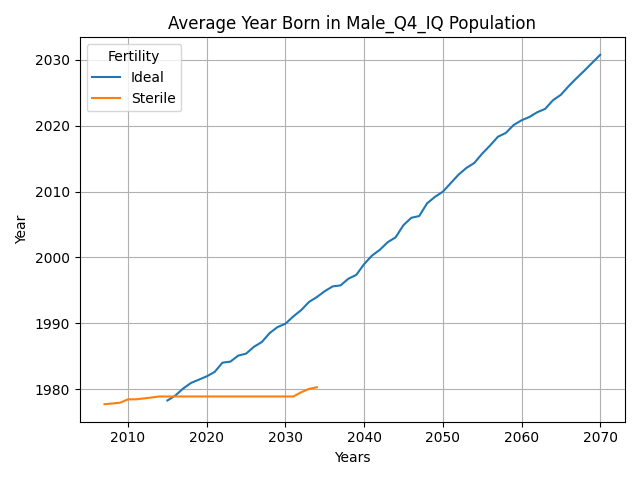 Average Year Born in Male_Q4_IQ Population
Fertility
Ideal
Sterile
2030
2020
2010
2000
1990
1980
Year
2010 2020 2030 2040 2050 2060 2070
Years